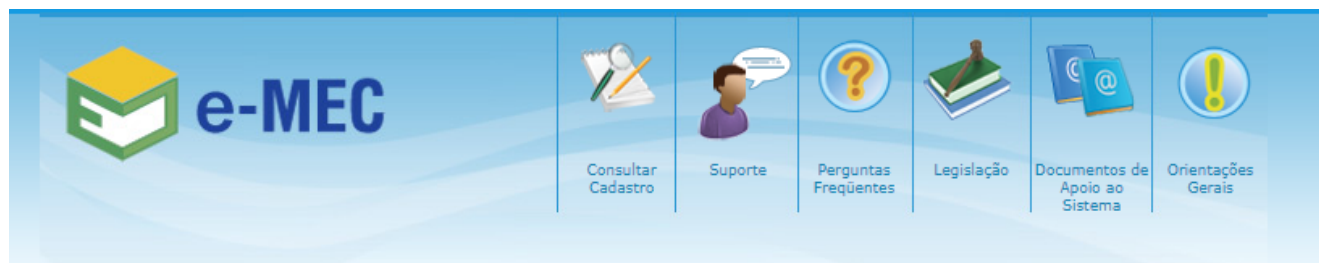 e-MEC
Consultar
Cadastro
Suporte
Perguntas
Freqüentes
Legislação
Documentos de
Apoio ao
Sistema
Orientações
Gerais